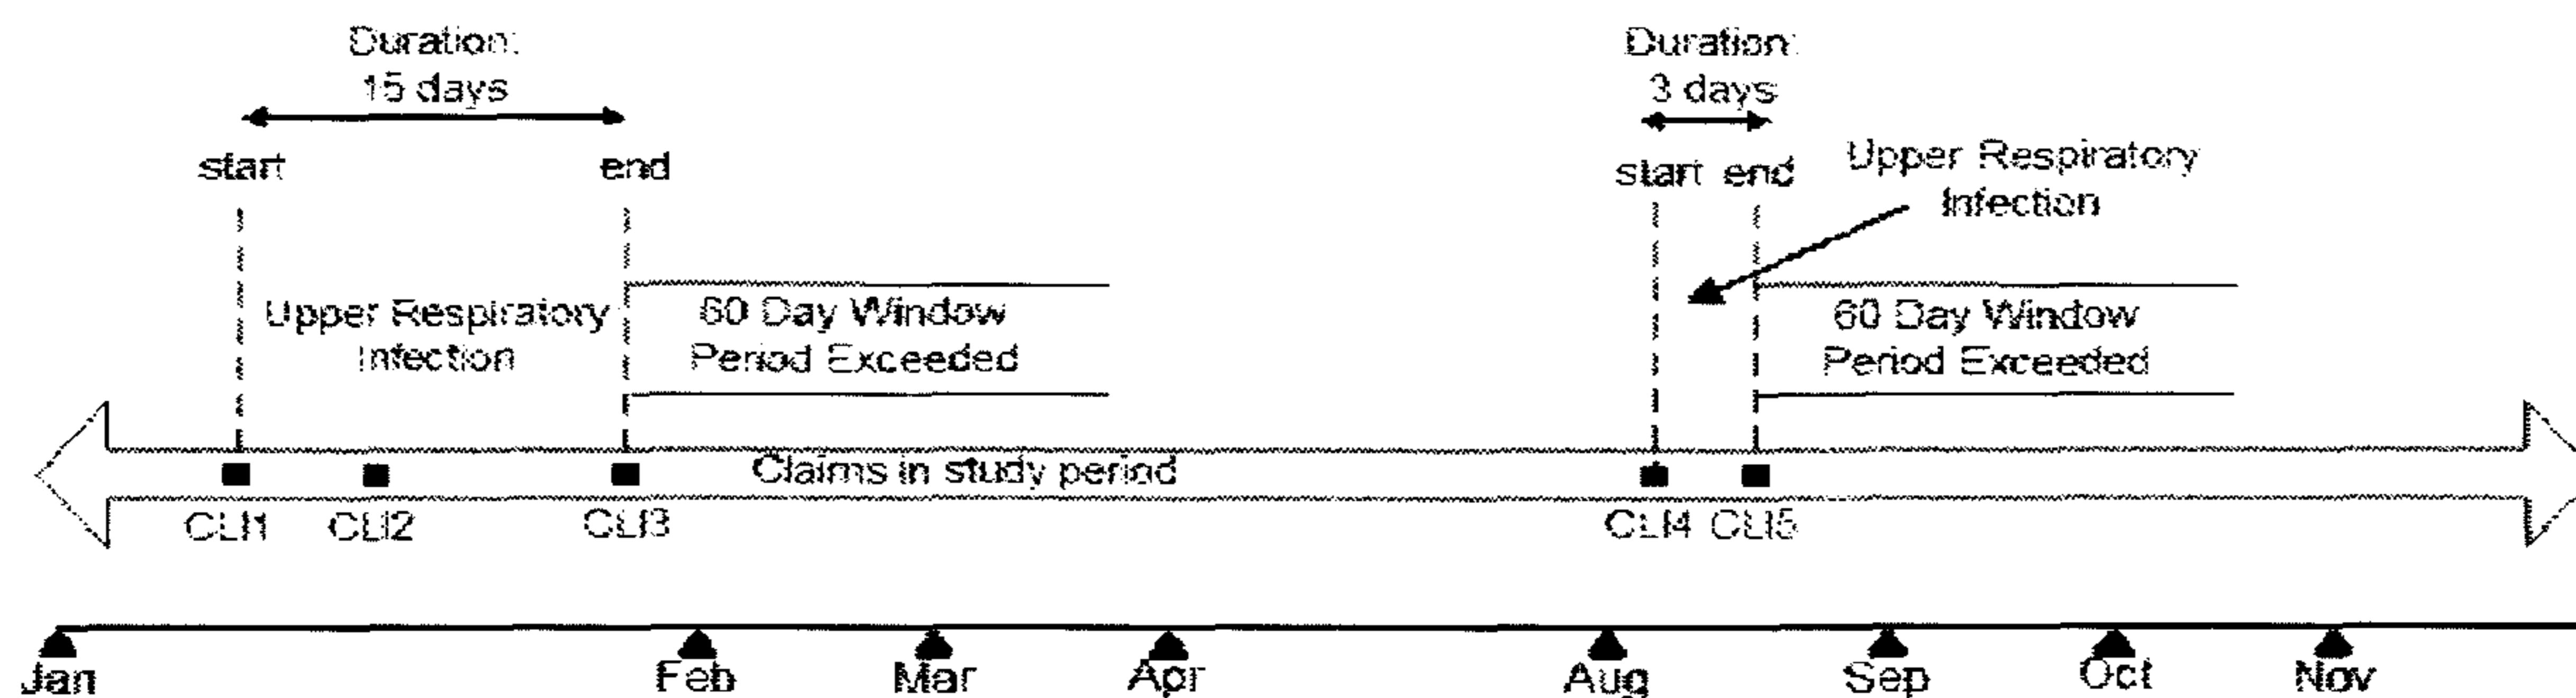 Duration:
15 days
start
end
Upper Respiratory
Infection
60 Day Window
Period Exceeded
Duration:
3 days
start end
Upper Respiratory
Infection
60 Day Window
Period Exceeded
Claims in study period
CLI1
CLI2
CLI3
CLI4
CLI5
Jan
Feb
Mar
Apr
Aug
Sep
Oct
Nov